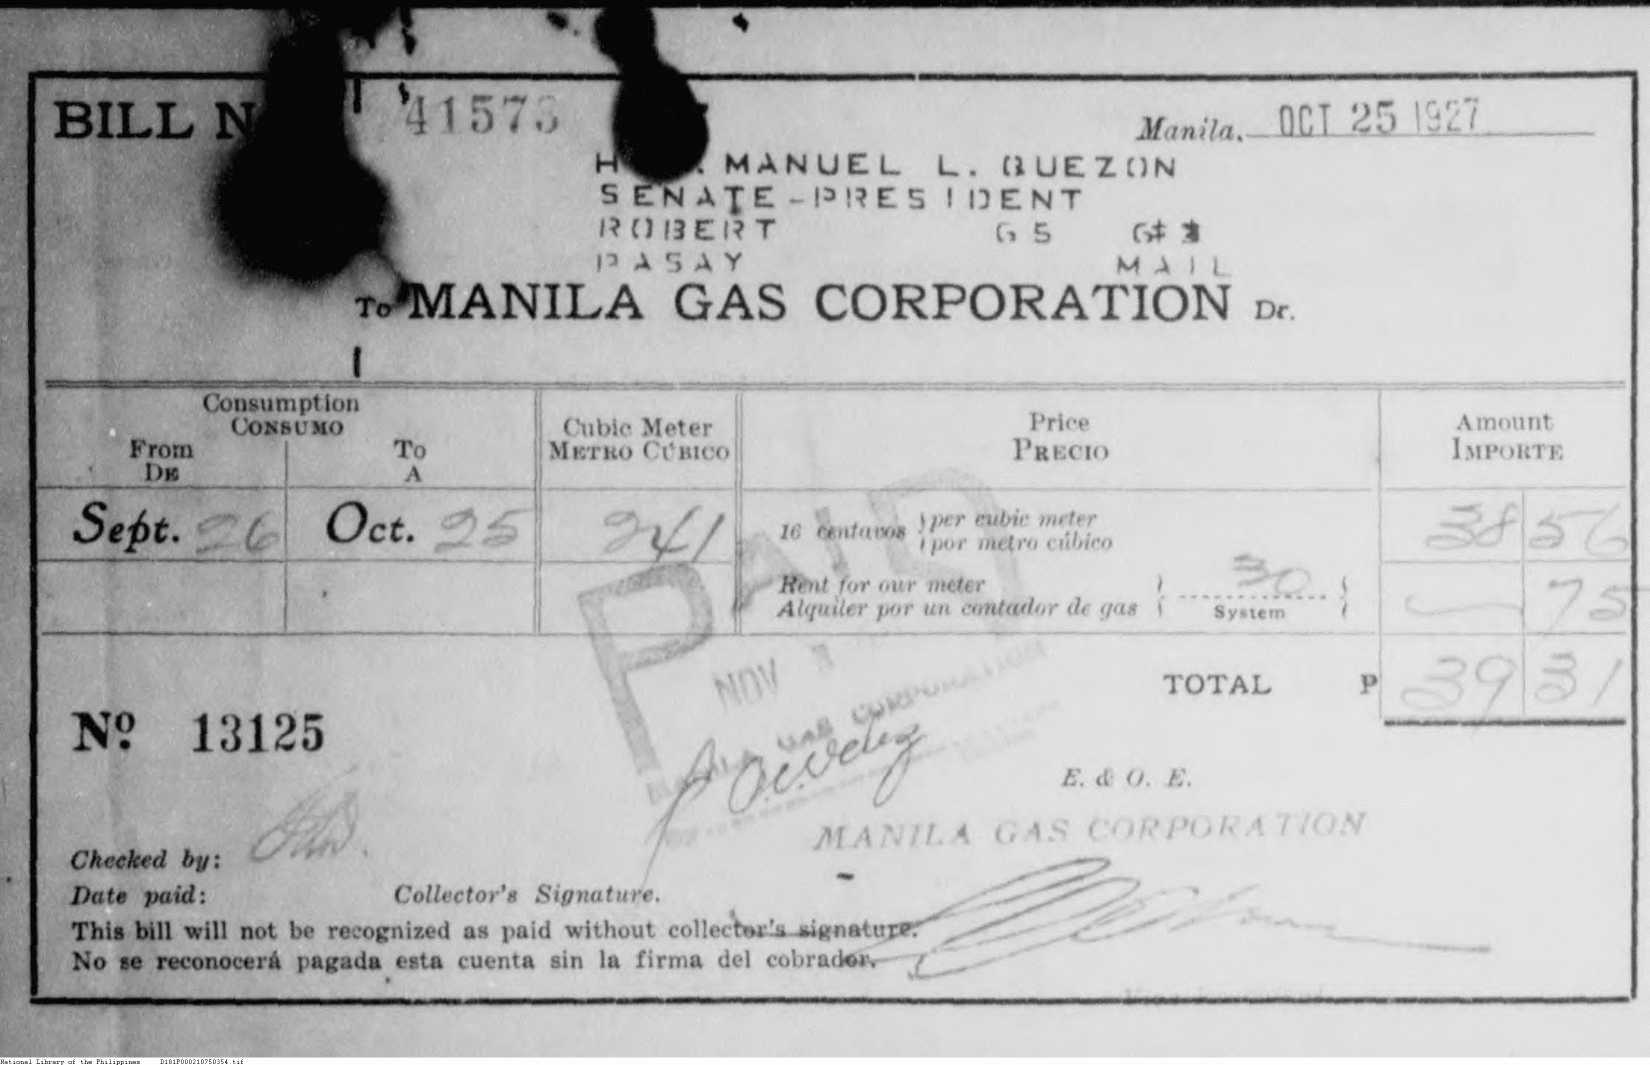 BILL N 41573
Manila. OCT 25 1927
MANUEL L. QUEZON
SENATE-PRESIDENT
ROBERT G5 G#
PASAY MAIL
To MANILA GAS CORPORATION Dr.
Consumption
CONSUMO
From To
DE A
Cubic Meter
METRO CÚBICO
Price
PRECIO
Amount
IMPORTE
Sept. 26 Oct. 25 241 16 centavos per cubic meter 38 56
por metro cúbico
Rent for our meter 30 75
Alquiler por un contador de gas System
PAID
NOV
MANILA GAS CORPORATION
TOTAL P 39 31
Nº 13125
E. & O. E.
MANILA GAS CORPORATION
Checked by:
Date paid: Collector's Signature.
This bill will not be recognized as paid without collector's signature.
No se reconocerá pagada esta cuenta sin la firma del cobrador.
National Library of the Philippines D101P000210750354.tif